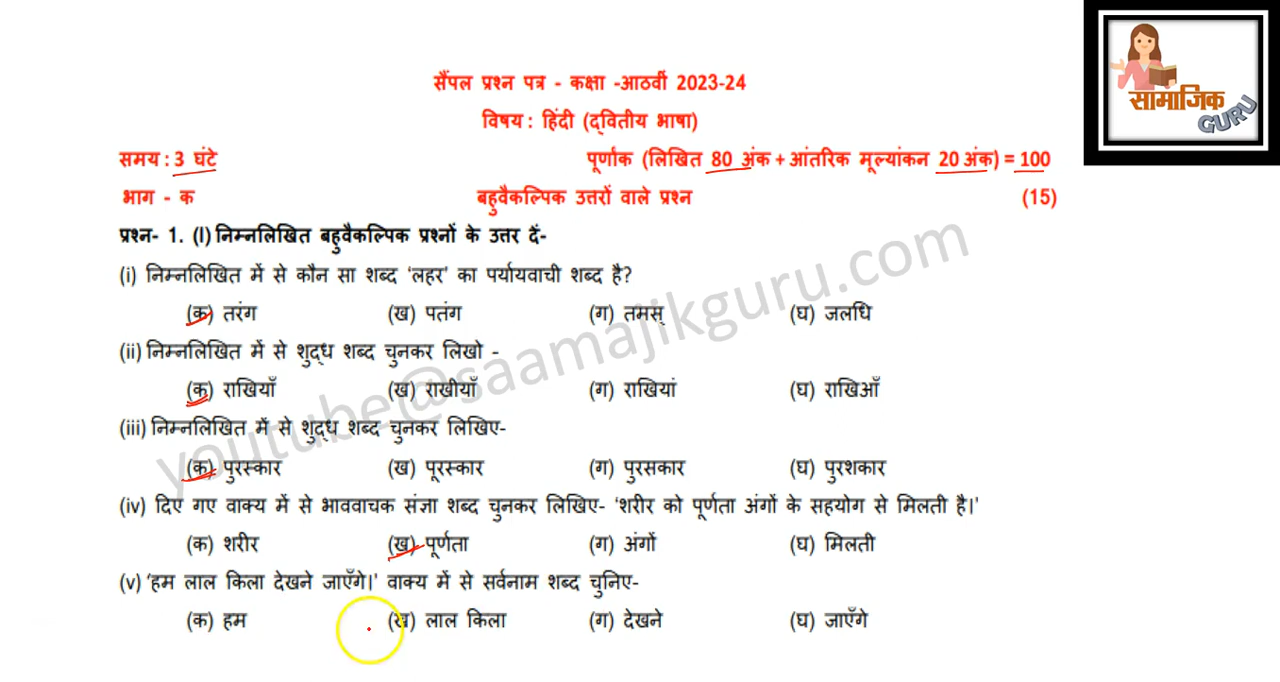 सामाजिक
GURU
सैंपल प्रश्न पत्र - कक्षा -आठवीं 2023-24
विषय : हिंदी (द्वितीय भाषा)
समय : 3 घंटे पूर्णांक (लिखित 80 अंक + आंतरिक मूल्यांकन 20 अंक) = 100
भाग - क बहुवैकल्पिक उत्तरों वाले प्रश्न (15)
प्रश्न- 1. (I) निम्नलिखित बहुवैकल्पिक प्रश्नों के उत्तर दें-
(i) निम्नलिखित में से कौन सा शब्द 'लहर' का पर्यायवाची शब्द है?
(क) तरंग (ख) पतंग (ग) तमस् (घ) जलधि
(ii) निम्नलिखित में से शुद्ध शब्द चुनकर लिखो -
(क) राखियाँ (ख) राखीयाँ (ग) राखियां (घ) राखिआँ
(iii) निम्नलिखित में से शुद्ध शब्द चुनकर लिखिए-
(क) पुरस्कार (ख) पूरस्कार (ग) पुरसकार (घ) पुरशकार
(iv) दिए गए वाक्य में से भाववाचक संज्ञा शब्द चुनकर लिखिए- 'शरीर को पूर्णता अंगों के सहयोग से मिलती है।'
(क) शरीर (ख) पूर्णता (ग) अंगों (घ) मिलती
(v) 'हम लाल किला देखने जाएँगे।' वाक्य में से सर्वनाम शब्द चुनिए-
(क) हम (ख) लाल किला (ग) देखने (घ) जाएँगे
youtube@saamajikguru.com